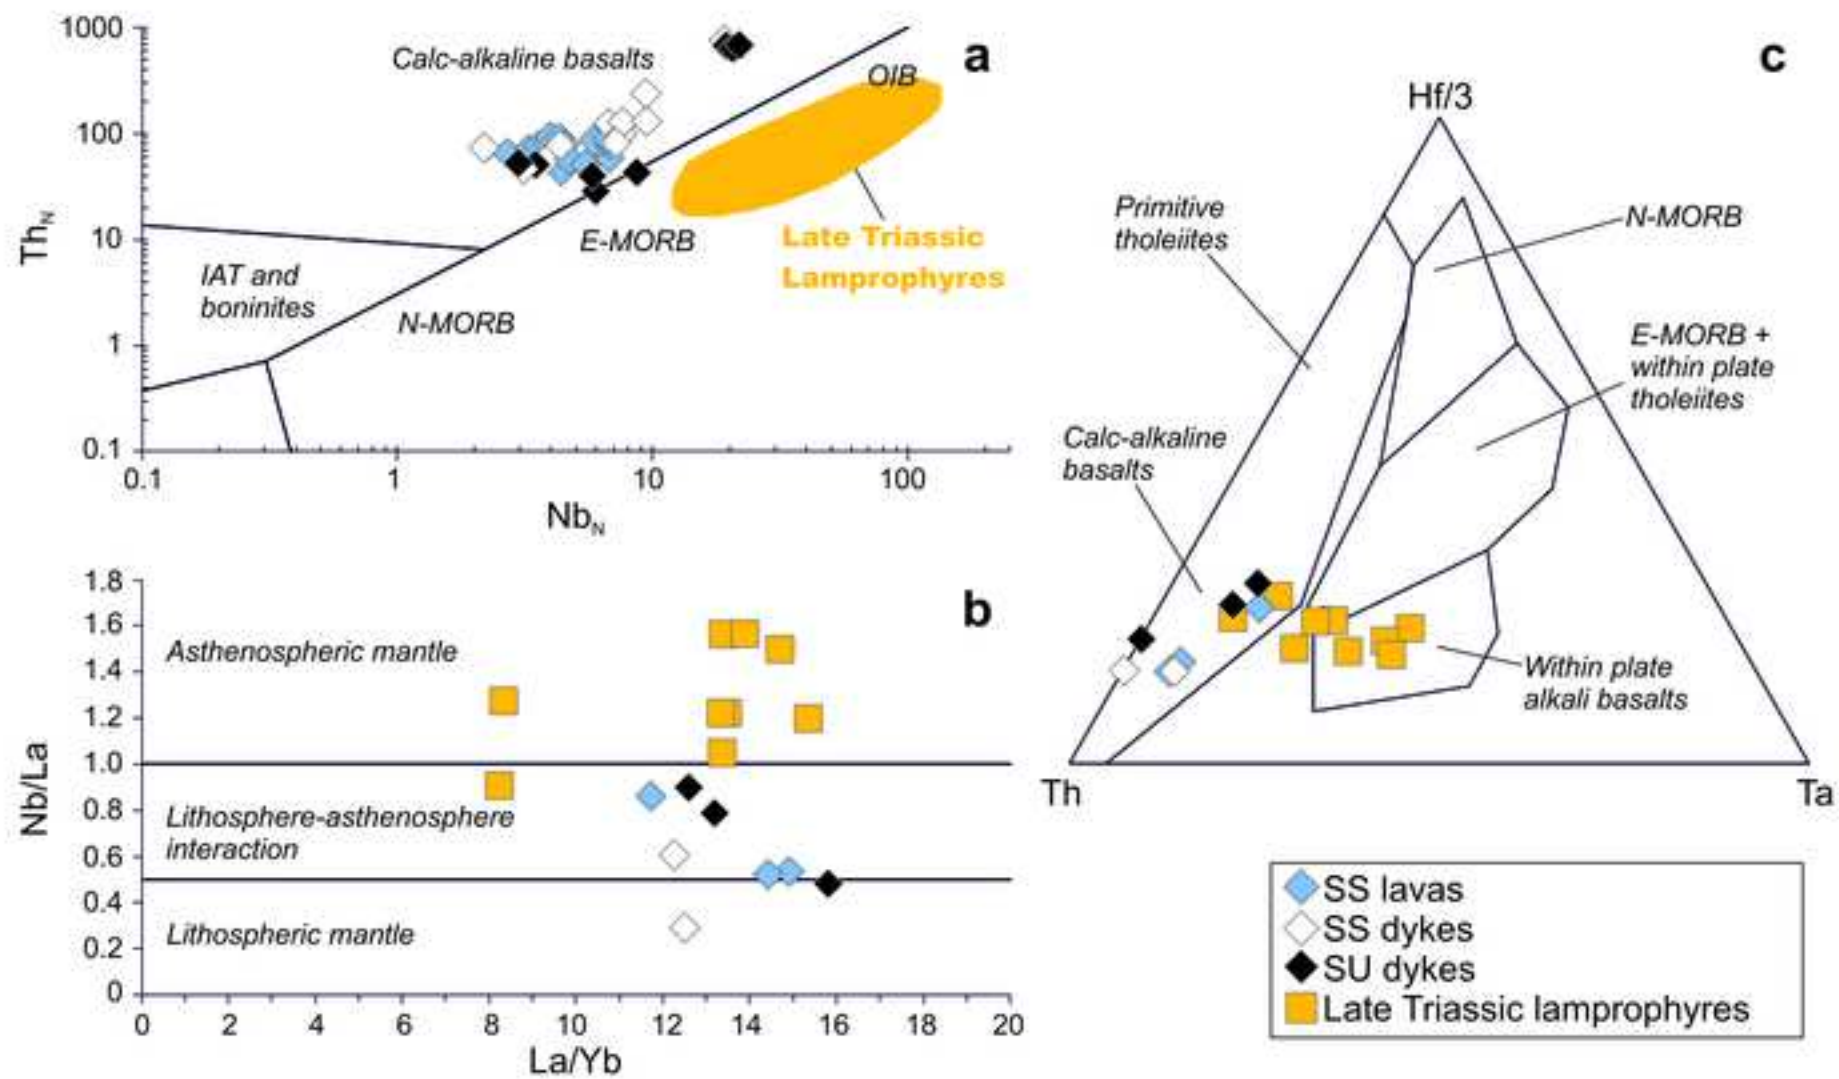 a
1000
100
10
1
0.1
Th_N
Calc-alkaline basalts
OIB
E-MORB
Late Triassic
Lamprophyres
IAT and
boninites
N-MORB
0.1
1
10
100
Nb_N
b
1.8
1.6
1.4
1.2
1.0
0.8
0.6
0.4
0.2
0
Nb/La
Asthenospheric mantle
Lithosphere-asthenosphere
interaction
Lithospheric mantle
0
2
4
6
8
10
12
14
16
18
20
La/Yb
c
Hf/3
Primitive
tholeiites
N-MORB
E-MORB +
within plate
tholeiites
Calc-alkaline
basalts
Within plate
alkali basalts
Th
Ta
SS lavas
SS dykes
SU dykes
Late Triassic lamprophyres